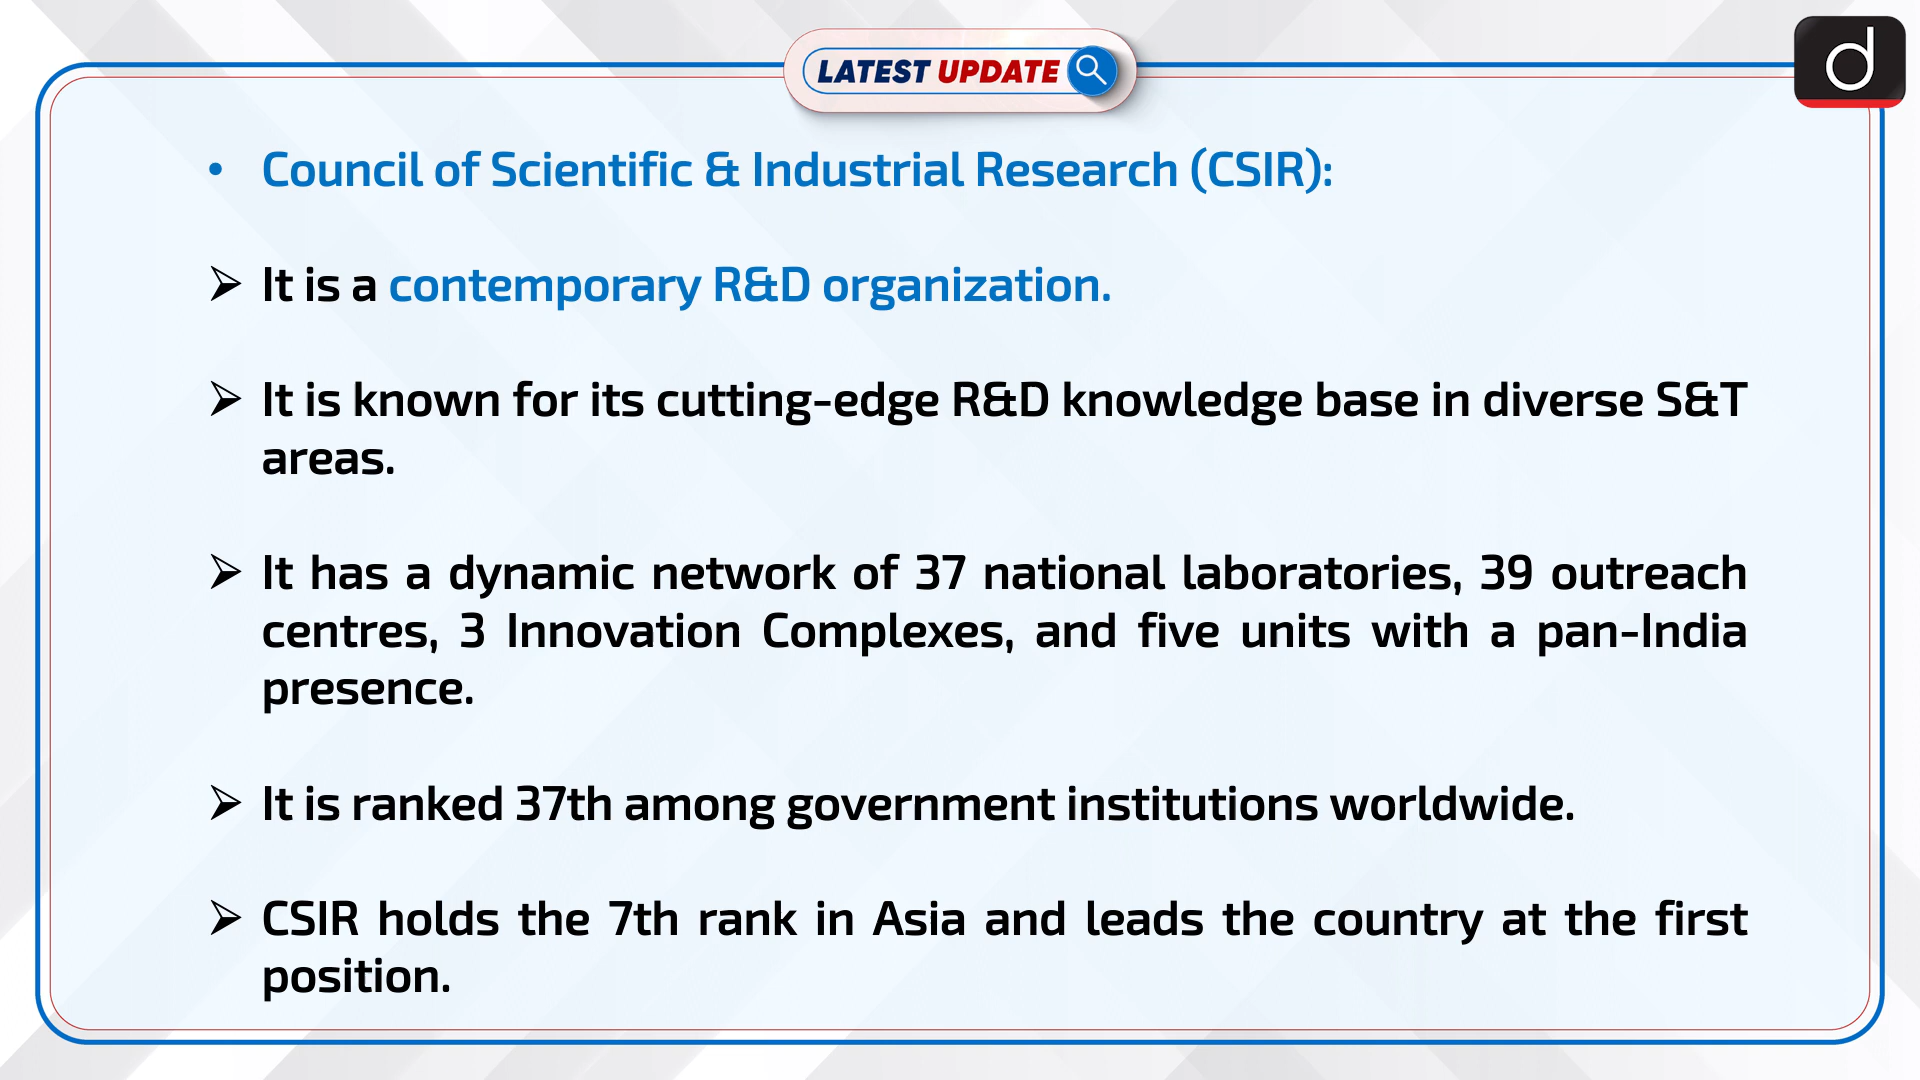 LATEST UPDATE
d
• Council of Scientific & Industrial Research (CSIR):
➢ It is a contemporary R&D organization.
➢ It is known for its cutting-edge R&D knowledge base in diverse S&T
areas.
➢ It has a dynamic network of 37 national laboratories, 39 outreach
centres, 3 Innovation Complexes, and five units with a pan-India
presence.
➢ It is ranked 37th among government institutions worldwide.
➢ CSIR holds the 7th rank in Asia and leads the country at the first
position.